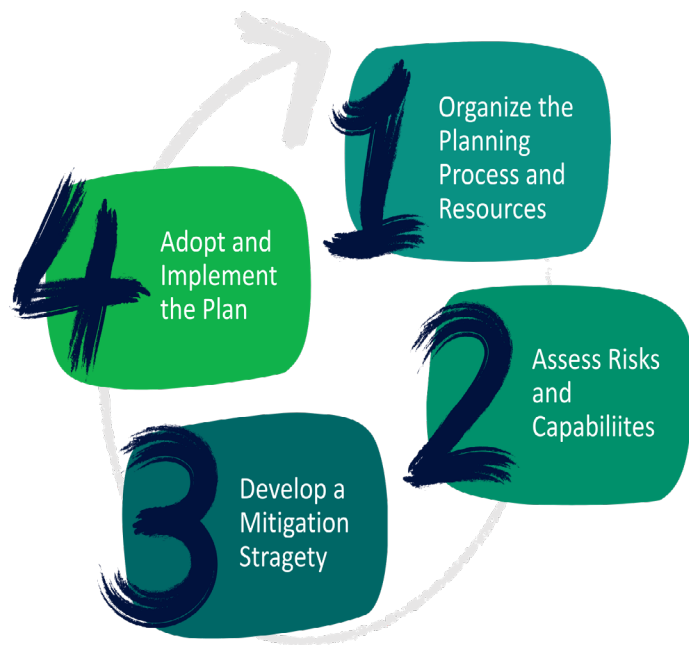 1
Organize the
Planning
Process and
Resources
2
Assess Risks
and
Capabiliites
3
Develop a
Mitigation
Stragety
4
Adopt and
Implement
the Plan